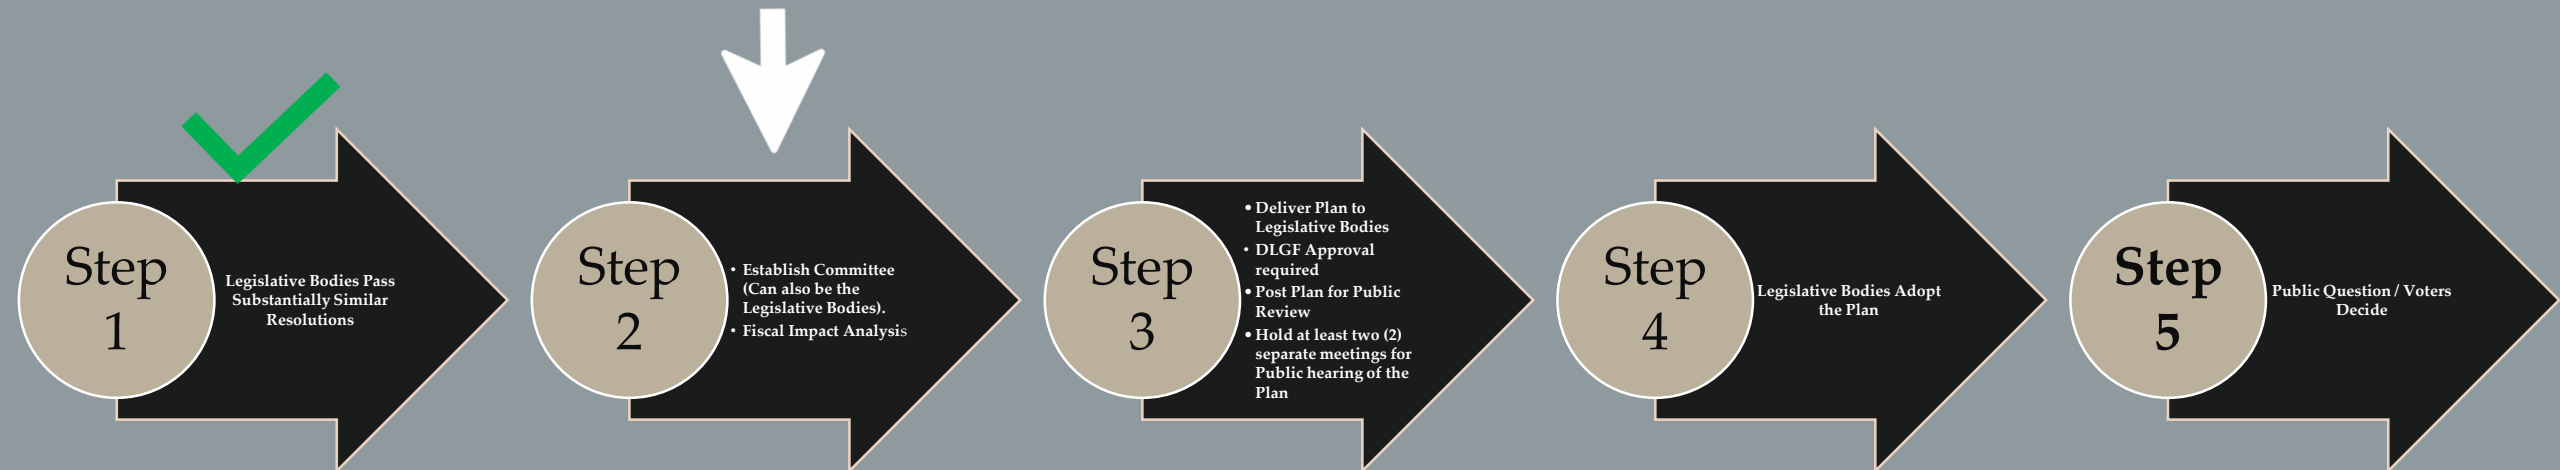 Step
1
Legislative Bodies Pass
Substantially Similar
Resolutions
Step
2
• Establish Committee
(Can also be the
Legislative Bodies).
• Fiscal Impact Analysis
Step
3
• Deliver Plan to
Legislative Bodies
• DLGF Approval
required
• Post Plan for Public
Review
• Hold at least two (2)
separate meetings for
Public hearing of the
Plan
Step
4
Legislative Bodies Adopt
the Plan
Step
5
Public Question / Voters
Decide